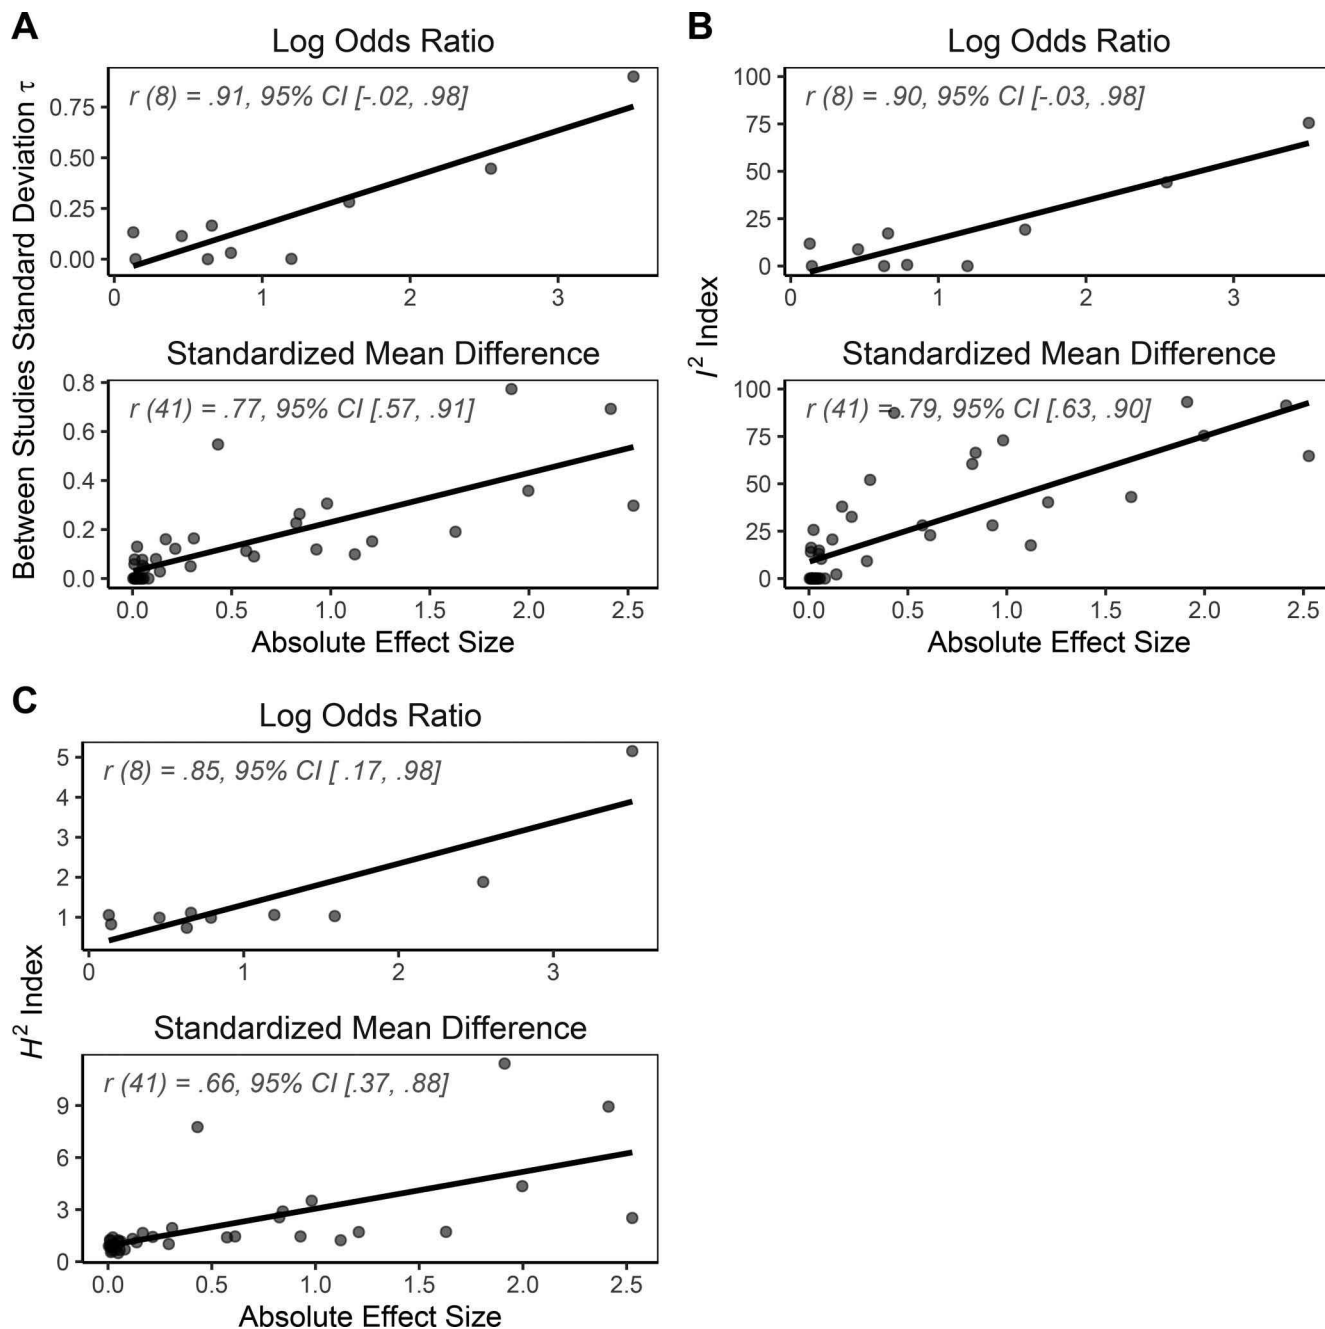 A
Log Odds Ratio
r (8) = .91, 95% CI [-.02, .98]
0.75
0.50
0.25
0.00
0
1
2
3
Between Studies Standard Deviation τ
Standardized Mean Difference
r (41) = .77, 95% CI [.57, .91]
0.8
0.6
0.4
0.2
0.0
0.0
0.5
1.0
1.5
2.0
2.5
Absolute Effect Size
B
Log Odds Ratio
r (8) = .90, 95% CI [-.03, .98]
100
75
50
25
0
0
1
2
3
I² Index
Standardized Mean Difference
r (41) = .79, 95% CI [.63, .90]
100
75
50
25
0
0.0
0.5
1.0
1.5
2.0
2.5
Absolute Effect Size
C
Log Odds Ratio
r (8) = .85, 95% CI [ .17, .98]
5
4
3
2
1
0
1
2
3
H² Index
Standardized Mean Difference
r (41) = .66, 95% CI [.37, .88]
9
6
3
0
0.0
0.5
1.0
1.5
2.0
2.5
Absolute Effect Size